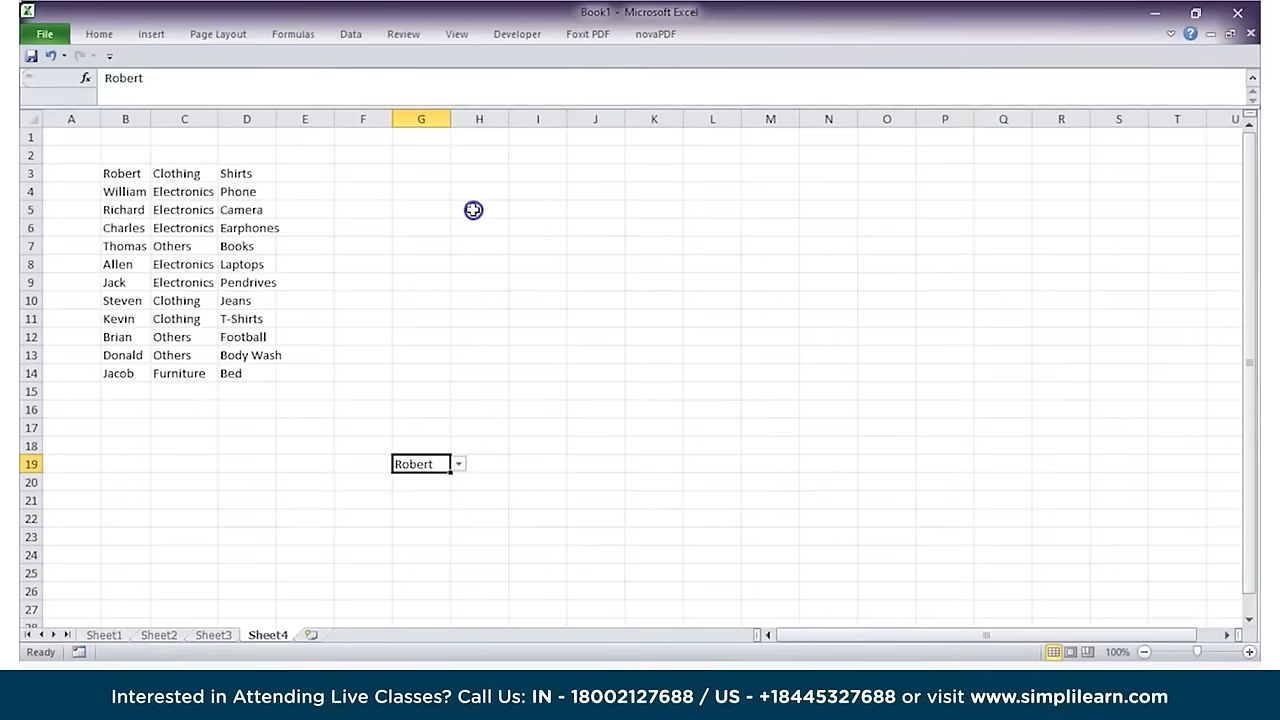 Book1 - Microsoft Excel
File Home Insert Page Layout Formulas Data Review View Developer Foxit PDF novaPDF
fx Robert
A B C D E F G H I J K L M N O P Q R S T U
1
2
3 Robert Clothing Shirts
4 William Electronics Phone
5 Richard Electronics Camera
6 Charles Electronics Earphones
7 Thomas Others Books
8 Allen Electronics Laptops
9 Jack Electronics Pendrives
10 Steven Clothing Jeans
11 Kevin Clothing T-Shirts
12 Brian Others Football
13 Donald Others Body Wash
14 Jacob Furniture Bed
15
16
17
18
19 Robert
20
21
22
23
24
25
26
27
28
Sheet1 Sheet2 Sheet3 Sheet4
Ready 100%
Interested in Attending Live Classes? Call Us: IN - 18002127688 / US - +18445327688 or visit www.simplilearn.com